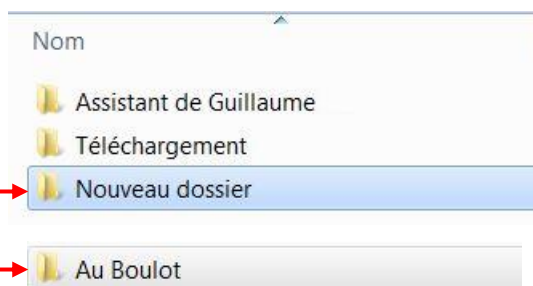 Nom
Assistant de Guillaume
Téléchargement
Nouveau dossier
Au Boulot